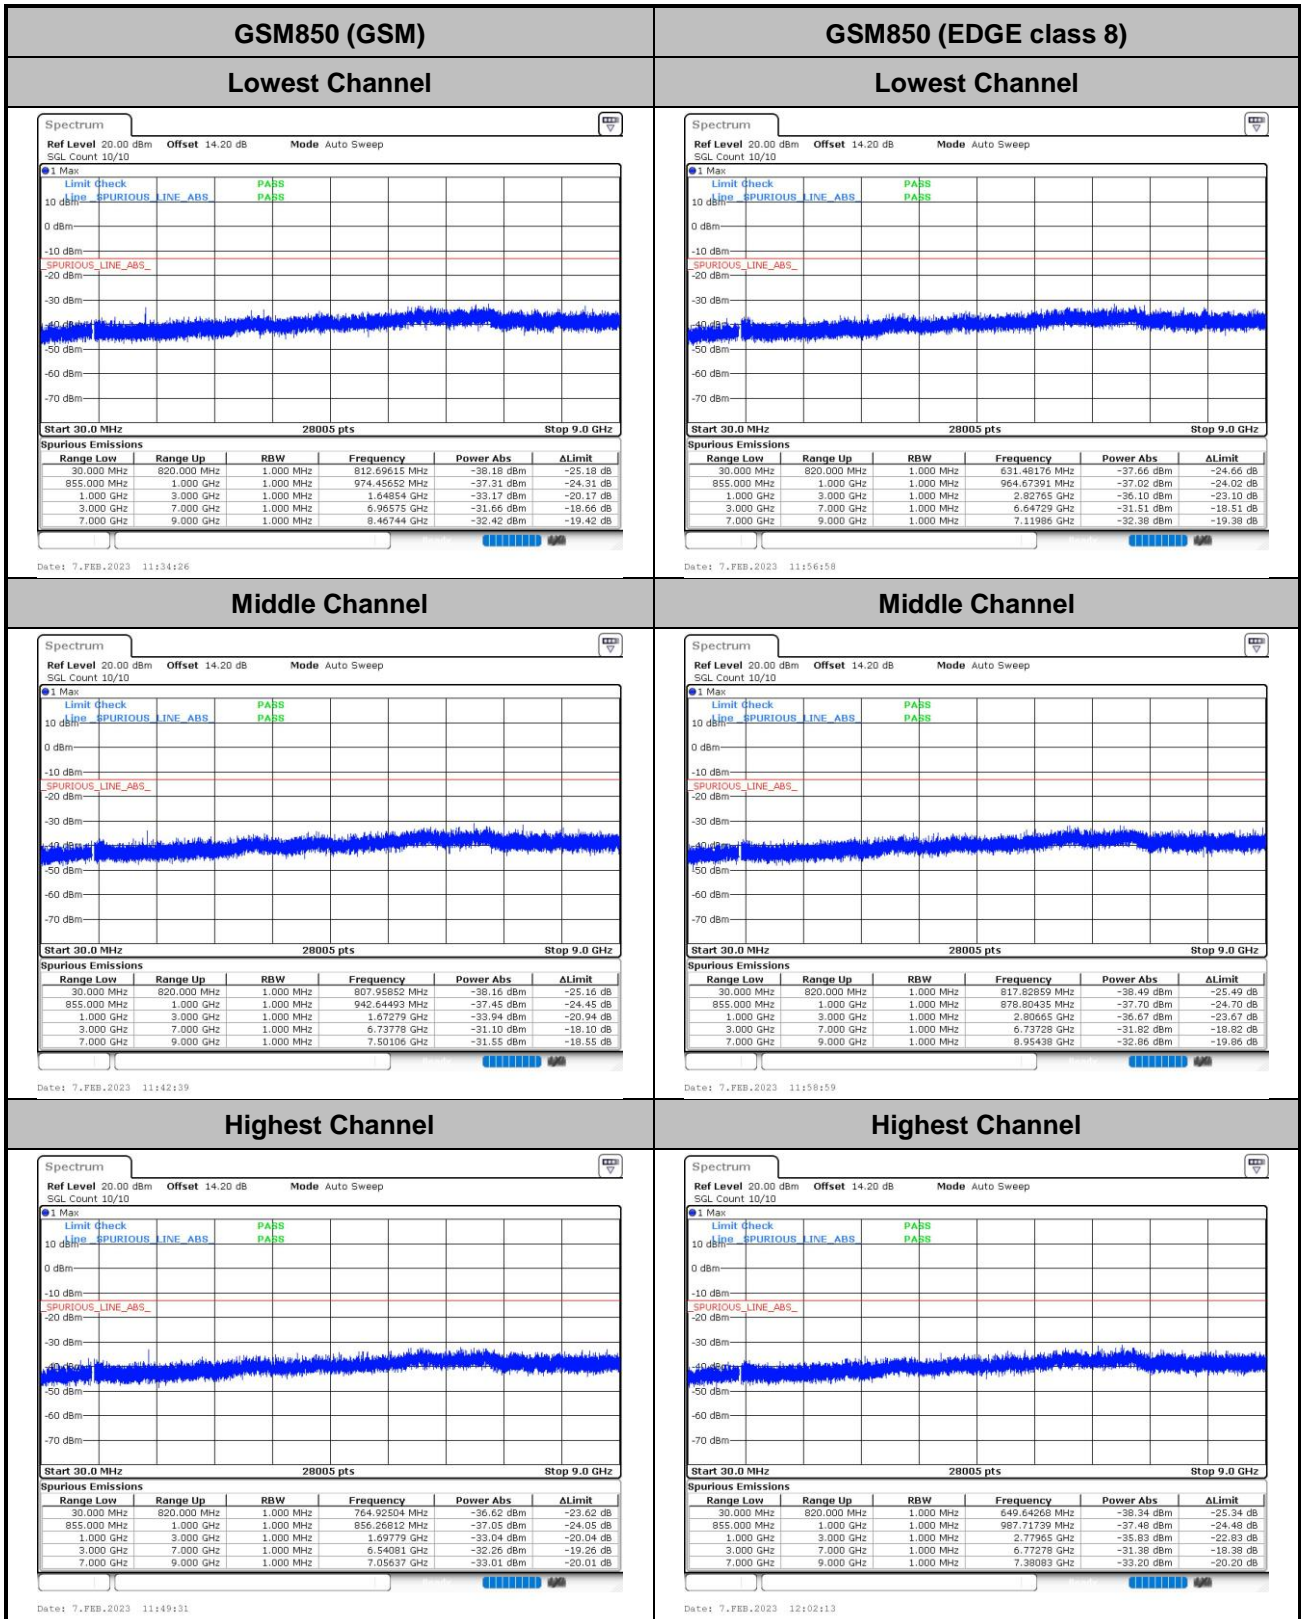 GSM850 (GSM)
GSM850 (EDGE class 8)
Lowest Channel
Lowest Channel
Spectrum
Ref Level 20.00 dBm Offset 14.20 dB Mode Auto Sweep
SGL Count 10/10
1 Max
Limit Check PASS
Line _SPURIOUS_LINE_ABS_ PASS
10 dBm
0 dBm
-10 dBm
_SPURIOUS_LINE_ABS_
-20 dBm
-30 dBm
-40 dBm
-50 dBm
-60 dBm
-70 dBm
Start 30.0 MHz 28005 pts Stop 9.0 GHz
Spurious Emissions
Range Low Range Up RBW Frequency Power Abs ΔLimit
30.000 MHz 820.000 MHz 1.000 MHz 812.69615 MHz -38.18 dBm -25.18 dB
855.000 MHz 1.000 GHz 1.000 MHz 974.45652 MHz -37.31 dBm -24.31 dB
1.000 GHz 3.000 GHz 1.000 MHz 1.64854 GHz -33.17 dBm -20.17 dB
3.000 GHz 7.000 GHz 1.000 MHz 6.96575 GHz -31.66 dBm -18.66 dB
7.000 GHz 9.000 GHz 1.000 MHz 8.46744 GHz -32.42 dBm -19.42 dB
Date: 7.FEB.2023 11:34:26
Spectrum
Ref Level 20.00 dBm Offset 14.20 dB Mode Auto Sweep
SGL Count 10/10
1 Max
Limit Check PASS
Line _SPURIOUS_LINE_ABS_ PASS
10 dBm
0 dBm
-10 dBm
_SPURIOUS_LINE_ABS_
-20 dBm
-30 dBm
-40 dBm
-50 dBm
-60 dBm
-70 dBm
Start 30.0 MHz 28005 pts Stop 9.0 GHz
Spurious Emissions
Range Low Range Up RBW Frequency Power Abs ΔLimit
30.000 MHz 820.000 MHz 1.000 MHz 631.48176 MHz -37.66 dBm -24.66 dB
855.000 MHz 1.000 GHz 1.000 MHz 964.67391 MHz -37.02 dBm -24.02 dB
1.000 GHz 3.000 GHz 1.000 MHz 2.82765 GHz -36.10 dBm -23.10 dB
3.000 GHz 7.000 GHz 1.000 MHz 6.64729 GHz -31.51 dBm -18.51 dB
7.000 GHz 9.000 GHz 1.000 MHz 7.11986 GHz -32.38 dBm -19.38 dB
Date: 7.FEB.2023 11:56:58
Middle Channel
Middle Channel
Spectrum
Ref Level 20.00 dBm Offset 14.20 dB Mode Auto Sweep
SGL Count 10/10
1 Max
Limit Check PASS
Line _SPURIOUS_LINE_ABS_ PASS
10 dBm
0 dBm
-10 dBm
_SPURIOUS_LINE_ABS_
-20 dBm
-30 dBm
-40 dBm
-50 dBm
-60 dBm
-70 dBm
Start 30.0 MHz 28005 pts Stop 9.0 GHz
Spurious Emissions
Range Low Range Up RBW Frequency Power Abs ΔLimit
30.000 MHz 820.000 MHz 1.000 MHz 807.95852 MHz -38.16 dBm -25.16 dB
855.000 MHz 1.000 GHz 1.000 MHz 942.64493 MHz -37.45 dBm -24.45 dB
1.000 GHz 3.000 GHz 1.000 MHz 1.67279 GHz -33.94 dBm -20.94 dB
3.000 GHz 7.000 GHz 1.000 MHz 6.73778 GHz -31.10 dBm -18.10 dB
7.000 GHz 9.000 GHz 1.000 MHz 7.50106 GHz -31.55 dBm -18.55 dB
Date: 7.FEB.2023 11:42:39
Spectrum
Ref Level 20.00 dBm Offset 14.20 dB Mode Auto Sweep
SGL Count 10/10
1 Max
Limit Check PASS
Line _SPURIOUS_LINE_ABS_ PASS
10 dBm
0 dBm
-10 dBm
_SPURIOUS_LINE_ABS_
-20 dBm
-30 dBm
-40 dBm
-50 dBm
-60 dBm
-70 dBm
Start 30.0 MHz 28005 pts Stop 9.0 GHz
Spurious Emissions
Range Low Range Up RBW Frequency Power Abs ΔLimit
30.000 MHz 820.000 MHz 1.000 MHz 817.82859 MHz -38.49 dBm -25.49 dB
855.000 MHz 1.000 GHz 1.000 MHz 878.80435 MHz -37.70 dBm -24.70 dB
1.000 GHz 3.000 GHz 1.000 MHz 2.80665 GHz -36.67 dBm -23.67 dB
3.000 GHz 7.000 GHz 1.000 MHz 6.73728 GHz -31.82 dBm -18.82 dB
7.000 GHz 9.000 GHz 1.000 MHz 8.95438 GHz -32.86 dBm -19.86 dB
Date: 7.FEB.2023 11:58:59
Highest Channel
Highest Channel
Spectrum
Ref Level 20.00 dBm Offset 14.20 dB Mode Auto Sweep
SGL Count 10/10
1 Max
Limit Check PASS
Line _SPURIOUS_LINE_ABS_ PASS
10 dBm
0 dBm
-10 dBm
_SPURIOUS_LINE_ABS_
-20 dBm
-30 dBm
-40 dBm
-50 dBm
-60 dBm
-70 dBm
Start 30.0 MHz 28005 pts Stop 9.0 GHz
Spurious Emissions
Range Low Range Up RBW Frequency Power Abs ΔLimit
30.000 MHz 820.000 MHz 1.000 MHz 764.92504 MHz -36.62 dBm -23.62 dB
855.000 MHz 1.000 GHz 1.000 MHz 856.26812 MHz -37.05 dBm -24.05 dB
1.000 GHz 3.000 GHz 1.000 MHz 1.69779 GHz -33.04 dBm -20.04 dB
3.000 GHz 7.000 GHz 1.000 MHz 6.54081 GHz -32.26 dBm -19.26 dB
7.000 GHz 9.000 GHz 1.000 MHz 7.05637 GHz -33.01 dBm -20.01 dB
Date: 7.FEB.2023 11:49:31
Spectrum
Ref Level 20.00 dBm Offset 14.20 dB Mode Auto Sweep
SGL Count 10/10
1 Max
Limit Check PASS
Line _SPURIOUS_LINE_ABS_ PASS
10 dBm
0 dBm
-10 dBm
_SPURIOUS_LINE_ABS_
-20 dBm
-30 dBm
-40 dBm
-50 dBm
-60 dBm
-70 dBm
Start 30.0 MHz 28005 pts Stop 9.0 GHz
Spurious Emissions
Range Low Range Up RBW Frequency Power Abs ΔLimit
30.000 MHz 820.000 MHz 1.000 MHz 649.64268 MHz -38.34 dBm -25.34 dB
855.000 MHz 1.000 GHz 1.000 MHz 987.71739 MHz -37.48 dBm -24.48 dB
1.000 GHz 3.000 GHz 1.000 MHz 2.77965 GHz -35.83 dBm -22.83 dB
3.000 GHz 7.000 GHz 1.000 MHz 6.77278 GHz -31.38 dBm -18.38 dB
7.000 GHz 9.000 GHz 1.000 MHz 7.38083 GHz -33.20 dBm -20.20 dB
Date: 7.FEB.2023 12:02:13